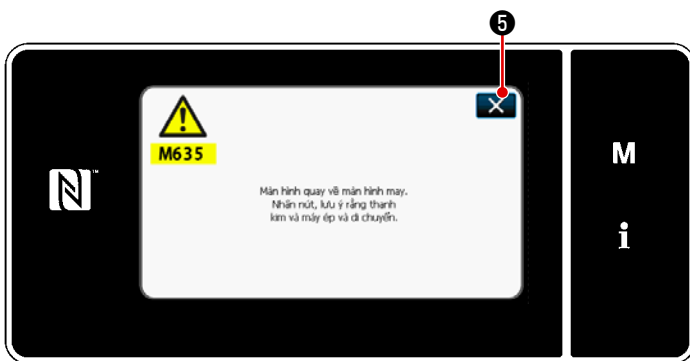 ❺
M635
Màn hình quay về màn hình may.
Nhấn nút, lưu ý rằng thanh
kim và máy ép và di chuyển.
M
i